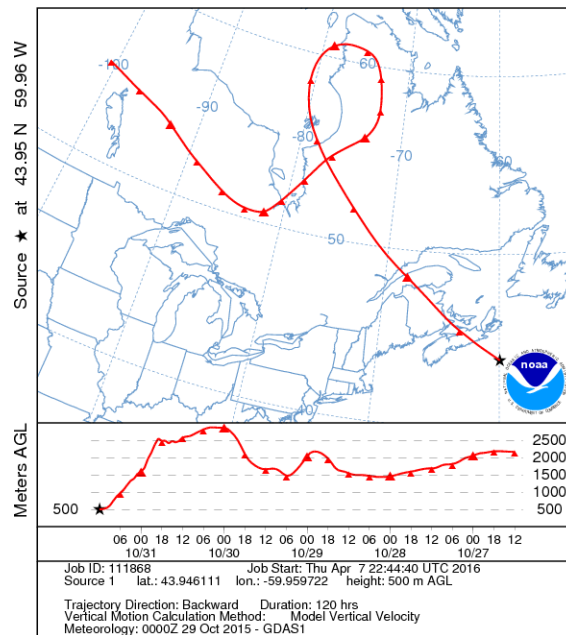 Source ★ at 43.95 N 59.96 W
-100
60
-90
-80
-70
50
noaa
40
Meters AGL
2500
2000
1500
1000
500
500
06 00 18 12 06 00 18 12 06 00 18 12 06 00 18 12 06 00 18 12
10/31 10/30 10/29 10/28 10/27
Job ID: 111868 Job Start: Thu Apr 7 22:44:40 UTC 2016
Source 1 lat.: 43.946111 lon.: -59.959722 height: 500 m AGL
Trajectory Direction: Backward Duration: 120 hrs
Vertical Motion Calculation Method: Model Vertical Velocity
Meteorology: 0000Z 29 Oct 2015 - GDAS1